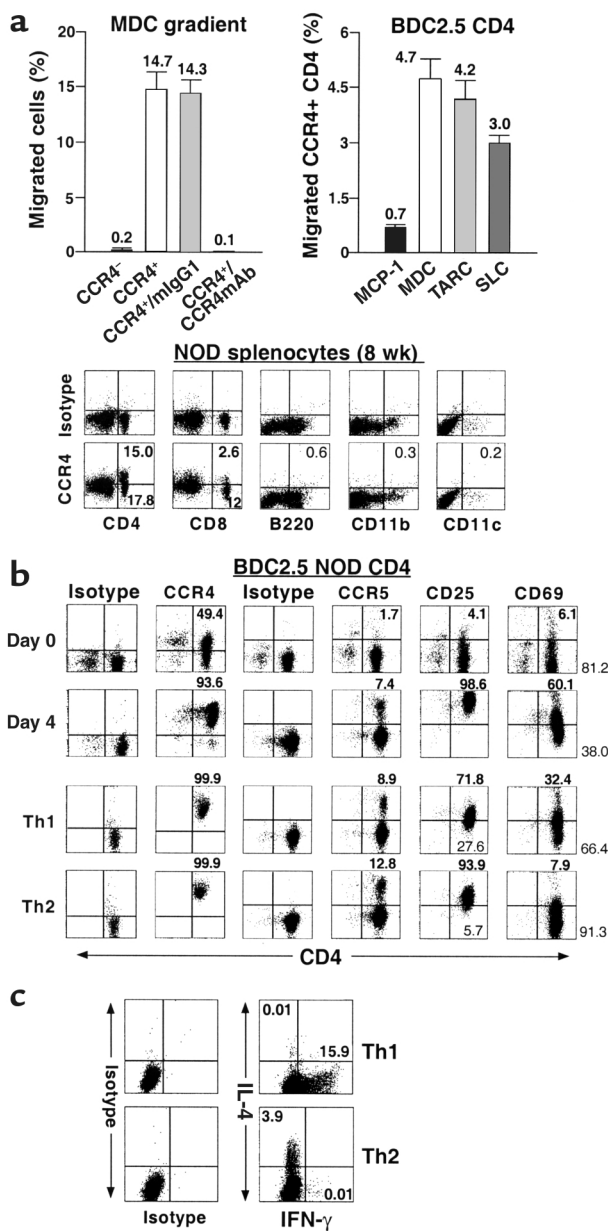 a
MDC gradient
Migrated cells (%)
20
15
10
5
0
0.2
14.7
14.3
0.1
CCR4⁻
CCR4⁺
CCR4⁺/mIgG1
CCR4⁺/
CCR4mAb
BDC2.5 CD4
Migrated CCR4+ CD4 (%)
6
4.5
3
1.5
0
0.7
4.7
4.2
3.0
MCP-1
MDC
TARC
SLC
NOD splenocytes (8 wk)
Isotype
CCR4
15.0
17.8
2.6
12
0.6
0.3
0.2
CD4 CD8 B220 CD11b CD11c
b
BDC2.5 NOD CD4
Isotype CCR4 Isotype CCR5 CD25 CD69
Day 0
49.4 1.7 4.1 6.1
81.2
Day 4
93.6 7.4 98.6 60.1
38.0
Th1
99.9 8.9 71.8 32.4
27.6 66.4
Th2
99.9 12.8 93.9 7.9
5.7 91.3
CD4
c
Isotype
IL-4
0.01
15.9
Th1
3.9
0.01
Th2
Isotype IFN-γ